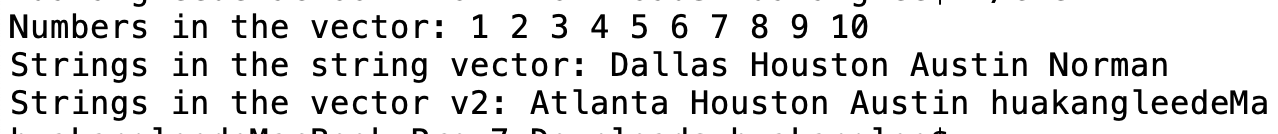 Numbers in the vector: 1 2 3 4 5 6 7 8 9 10
Strings in the string vector: Dallas Houston Austin Norman
Strings in the vector v2: Atlanta Houston Austin huakangleedeMa